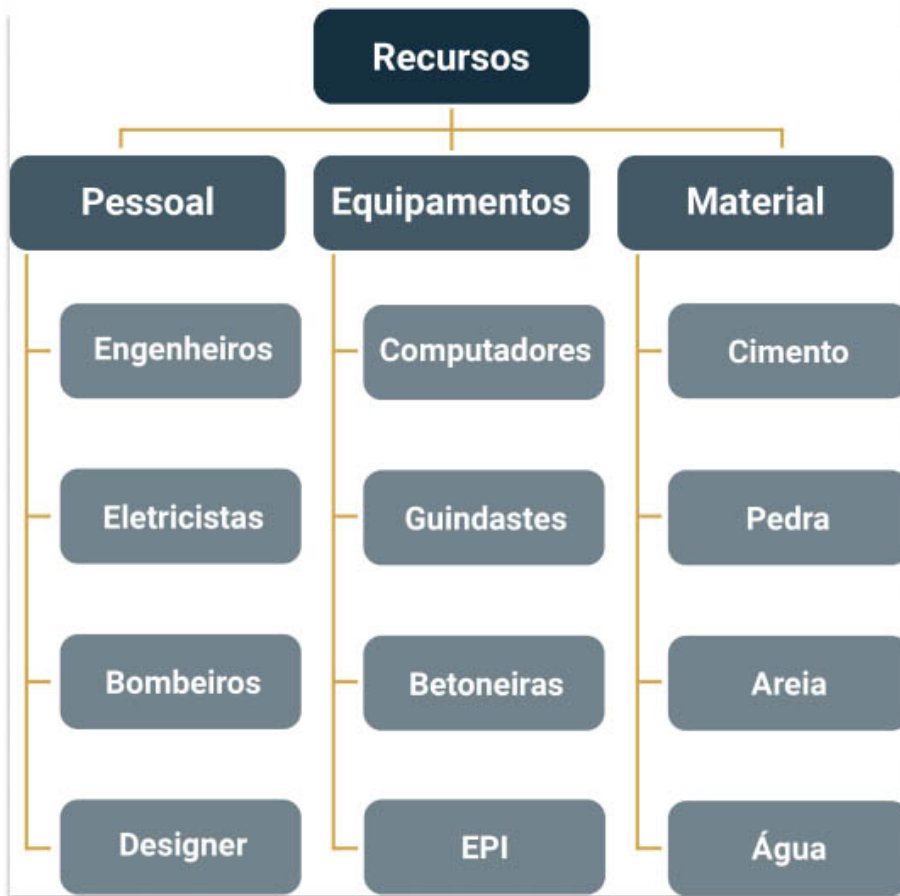 Recursos
Pessoal
Equipamentos
Material
Engenheiros
Computadores
Cimento
Eletricistas
Guindastes
Pedra
Bombeiros
Betoneiras
Areia
Designer
EPI
Água